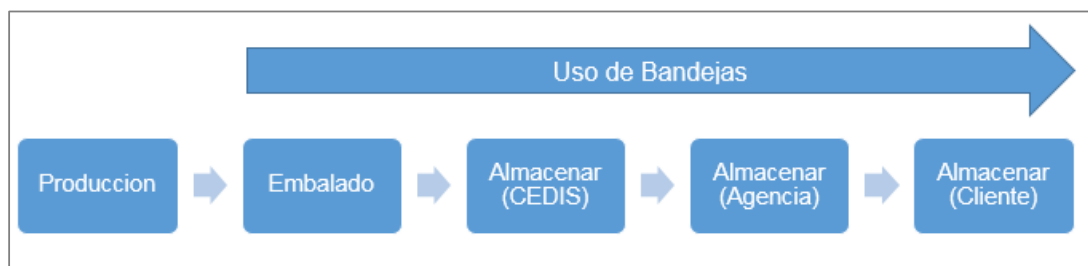 Uso de Bandejas
Produccion
Embalado
Almacenar
(CEDIS)
Almacenar
(Agencia)
Almacenar
(Cliente)